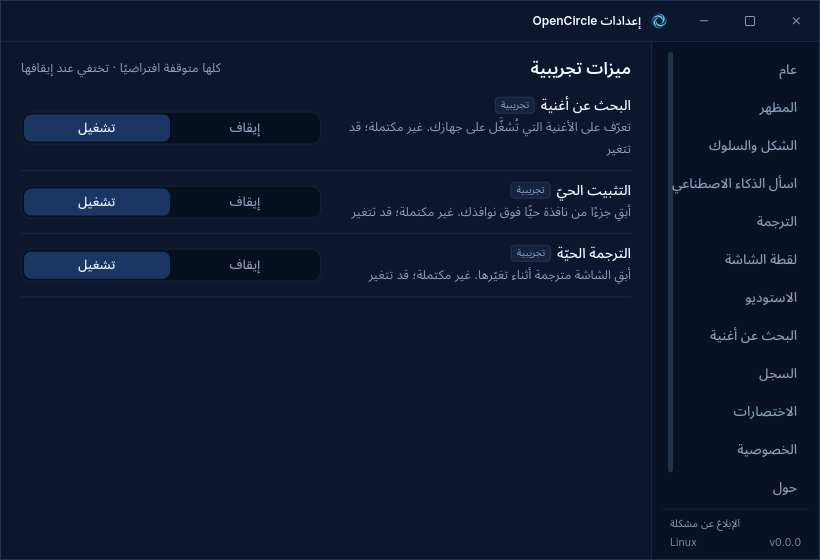 إعدادات OpenCircle
عام
المظهر
الشكل والسلوك
اسأل الذكاء الاصطناعي
الترجمة
لقطة الشاشة
الاستوديو
البحث عن أغنية
السجل
الاختصارات
الخصوصية
حول
الإبلاغ عن مشكلة
v0.0.0 Linux
ميزات تجريبية
كلها متوقفة افتراضيًا · تختفي عند إيقافها
البحث عن أغنية تجريبية
تعرّف على الأغنية التي تُشغَّل على جهازك. غير مكتملة؛ قد
تتغير
إيقاف تشغيل
التثبيت الحيّ تجريبية
أبقِ جزءًا من نافذة حيًّا فوق نوافذك. غير مكتملة؛ قد تتغير
إيقاف تشغيل
الترجمة الحيّة تجريبية
أبقِ الشاشة مترجمة أثناء تغيّرها. غير مكتملة؛ قد تتغير
إيقاف تشغيل